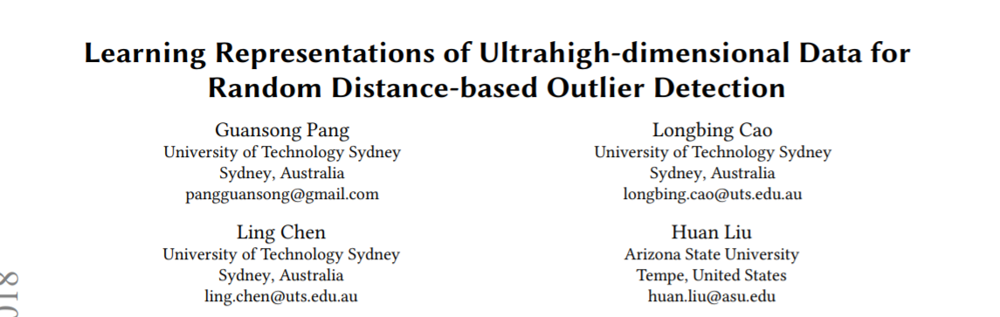 Learning Representations of Ultrahigh-dimensional Data for
Random Distance-based Outlier Detection
Guansong Pang
University of Technology Sydney
Sydney, Australia
pangguansong@gmail.com
Longbing Cao
University of Technology Sydney
Sydney, Australia
longbing.cao@uts.edu.au
Ling Chen
University of Technology Sydney
Sydney, Australia
ling.chen@uts.edu.au
Huan Liu
Arizona State University
Tempe, United States
huan.liu@asu.edu